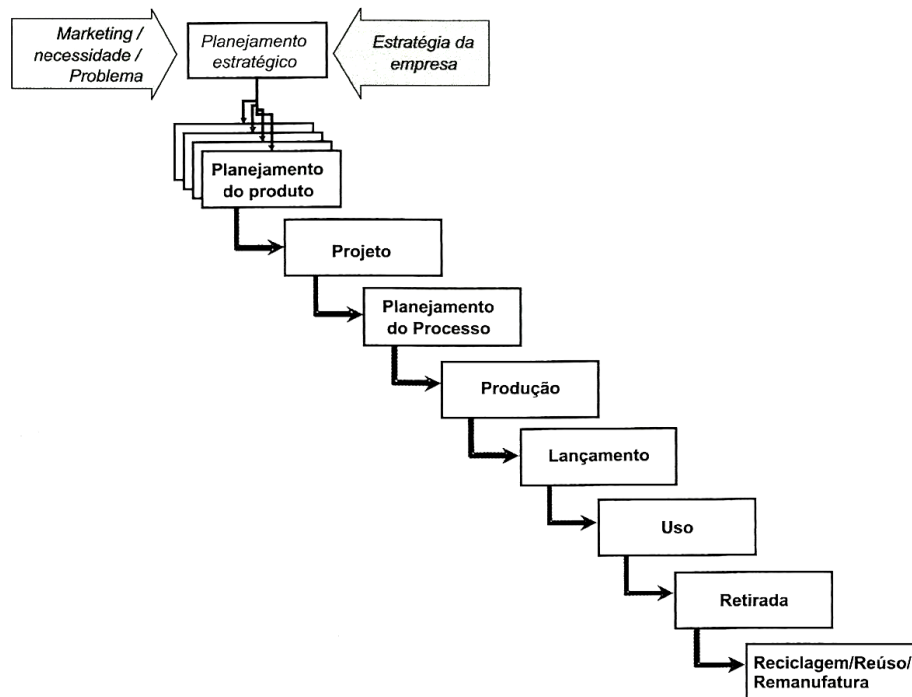 Marketing /
necessidade /
Problema
Planejamento
estratégico
Estratégia da
empresa
Planejamento
do produto
Projeto
Planejamento
do Processo
Produção
Lançamento
Uso
Retirada
Reciclagem/Reúso/
Remanufatura